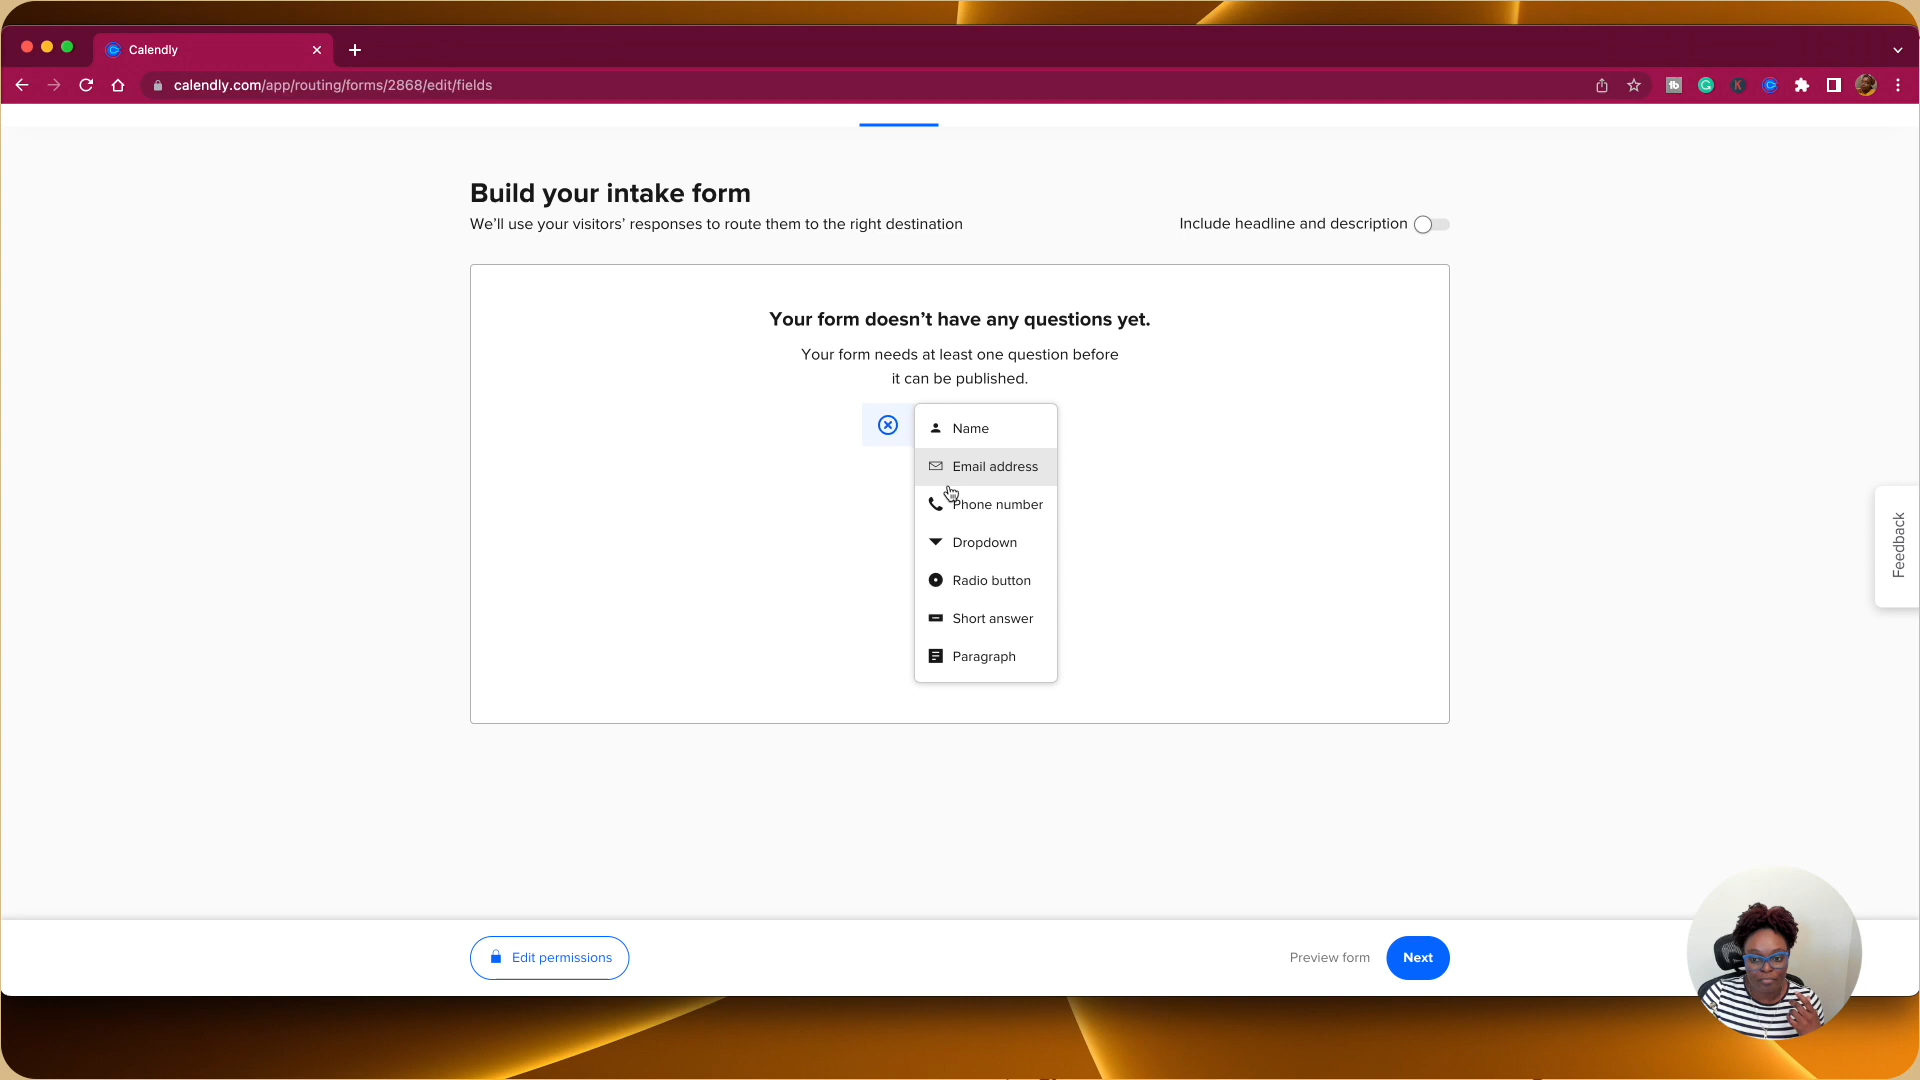 Calendly
calendly.com/app/routing/forms/2868/edit/fields
Build your intake form
We'll use your visitors' responses to route them to the right destination
Include headline and description
Your form doesn't have any questions yet.
Your form needs at least one question before
it can be published.
Name
Email address
Phone number
Dropdown
Radio button
Short answer
Paragraph
Feedback
Edit permissions
Preview form
Next